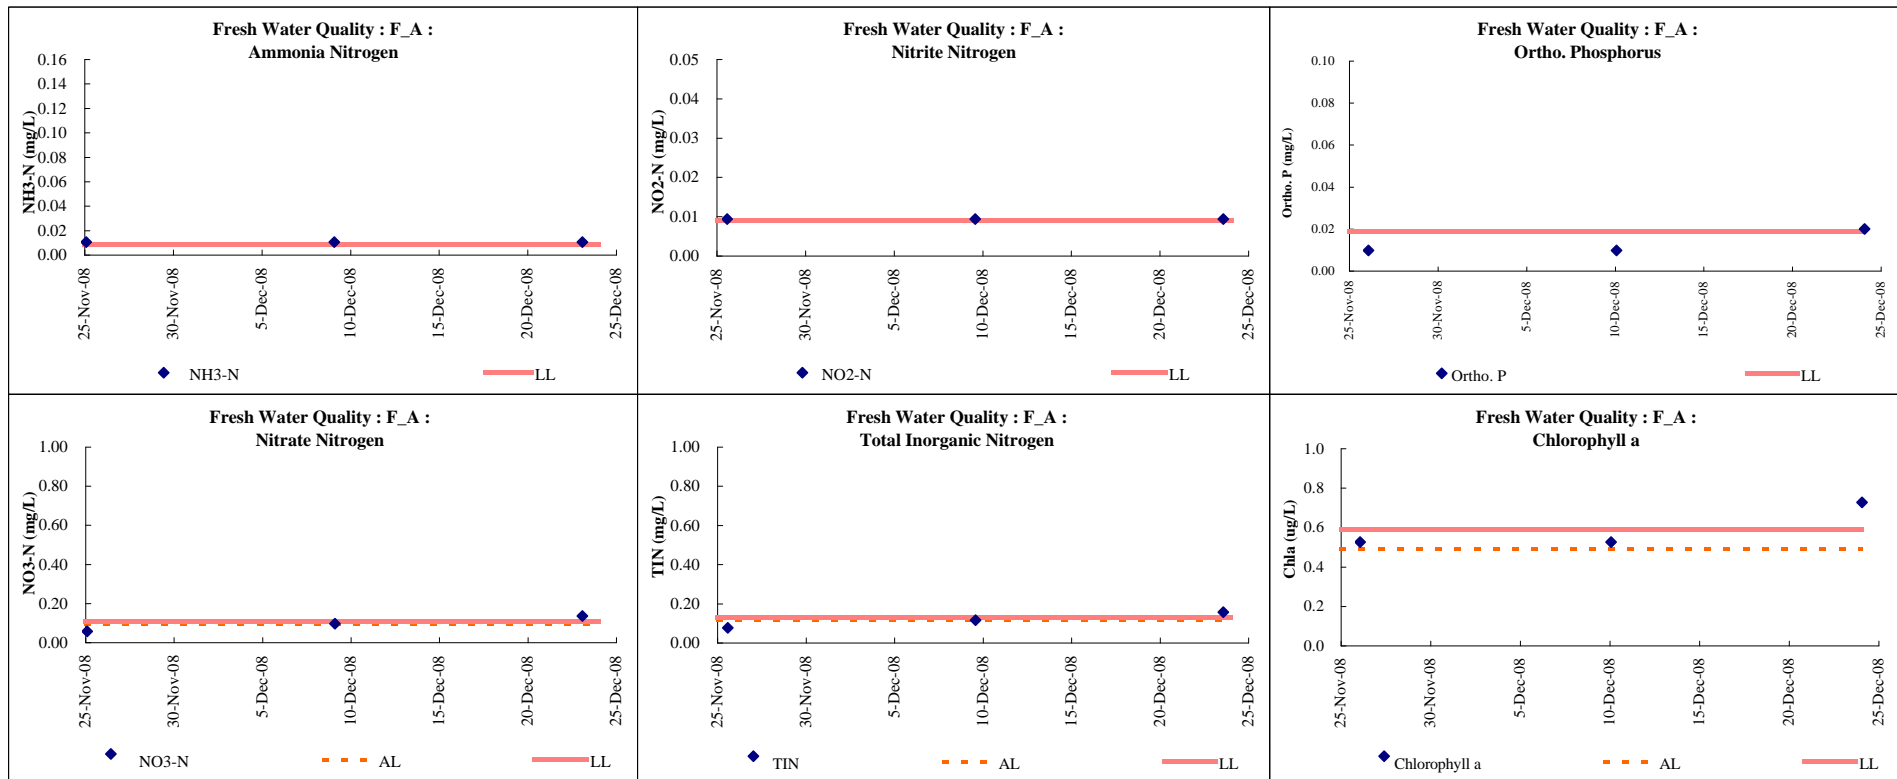 Fresh Water Quality : F_A :
Ammonia Nitrogen
NH3-N (mg/L)
0.16
0.14
0.12
0.10
0.08
0.06
0.04
0.02
0.00
25-Nov-08
30-Nov-08
5-Dec-08
10-Dec-08
15-Dec-08
20-Dec-08
25-Dec-08
NH3-N
LL
Fresh Water Quality : F_A :
Nitrite Nitrogen
NO2-N (mg/L)
0.05
0.04
0.03
0.02
0.01
0.00
25-Nov-08
30-Nov-08
5-Dec-08
10-Dec-08
15-Dec-08
20-Dec-08
25-Dec-08
NO2-N
LL
Fresh Water Quality : F_A :
Ortho. Phosphorus
Ortho. P (mg/L)
0.10
0.08
0.06
0.04
0.02
0.00
25-Nov-08
30-Nov-08
5-Dec-08
10-Dec-08
15-Dec-08
20-Dec-08
25-Dec-08
Ortho. P
LL
Fresh Water Quality : F_A :
Nitrate Nitrogen
NO3-N (mg/L)
1.00
0.80
0.60
0.40
0.20
0.00
25-Nov-08
30-Nov-08
5-Dec-08
10-Dec-08
15-Dec-08
20-Dec-08
25-Dec-08
NO3-N
AL
LL
Fresh Water Quality : F_A :
Total Inorganic Nitrogen
TIN (mg/L)
1.00
0.80
0.60
0.40
0.20
0.00
25-Nov-08
30-Nov-08
5-Dec-08
10-Dec-08
15-Dec-08
20-Dec-08
25-Dec-08
TIN
AL
LL
Fresh Water Quality : F_A :
Chlorophyll a
Chla (ug/L)
1.0
0.8
0.6
0.4
0.2
0.0
25-Nov-08
30-Nov-08
5-Dec-08
10-Dec-08
15-Dec-08
20-Dec-08
25-Dec-08
Chlorophyll a
AL
LL